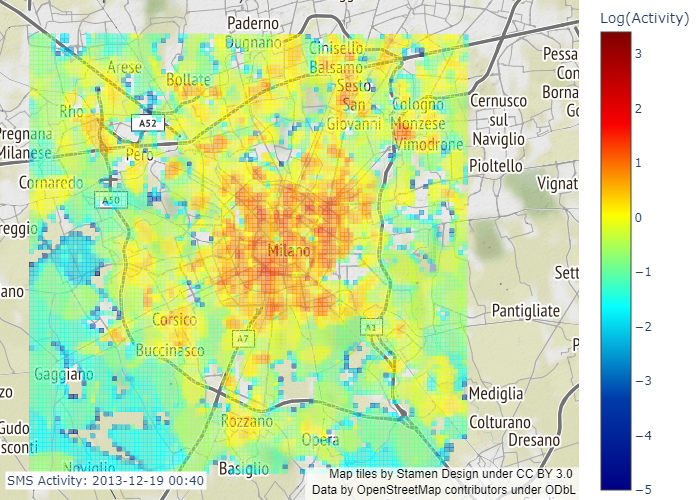 Log(Activity)
Paderno
Dugnano
Cinisello
Balsamo
Arese
Bollate
Sesto
San
Giovanni
Rho
Cologno
Monzese
Vimodrone
Cernusco
sul
Naviglio
Pessa
Con
Borna
Go
A52
Pregnana
Milanese
Pero
Pioltello
Cornaredo
Vignat
A50
reggio
Milano
Sett
ano
Corsico
Pantigliate
A7
A1
Buccinasco
P
Gaggiano
zo
Mediglia
Rozzano
Colturano
Gudo
sconti
Opera
Dresano
Noviglio
Basiglio
SMS Activity: 2013-12-19 00:40
Map tiles by Stamen Design under CC BY 3.0
Data by OpenStreetMap contributors under ODbL
3
2
1
0
−1
−2
−3
−4
−5